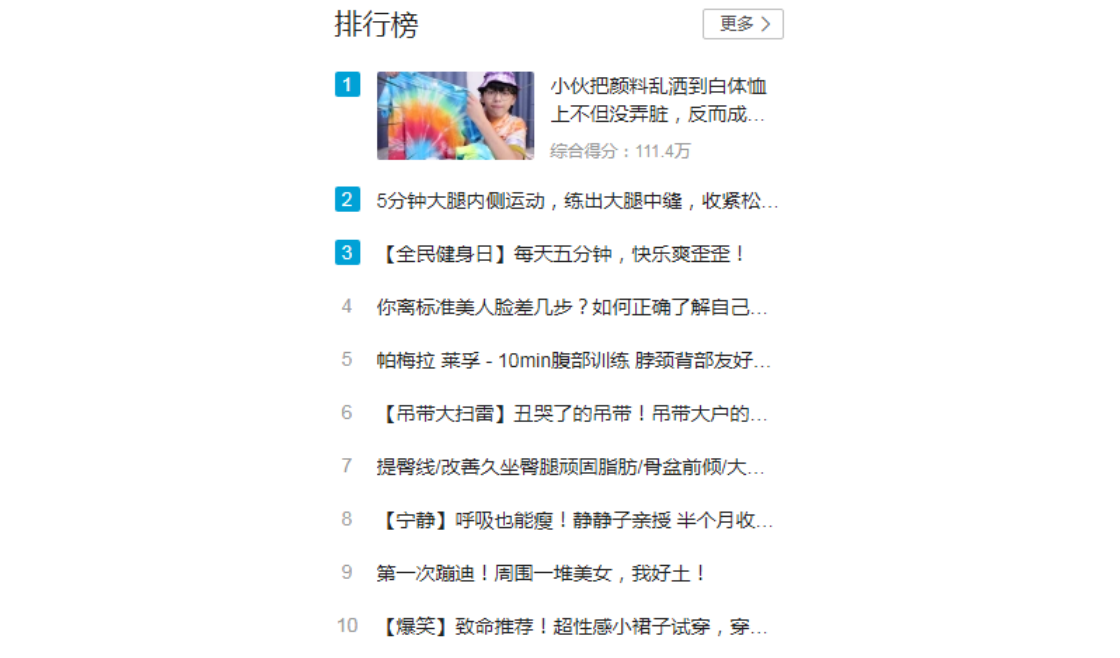 排行榜
更多
1
小伙把颜料乱洒到白体恤
上不但没弄脏，反而成...
综合得分：111.4万
2 5分钟大腿内侧运动，练出大腿中缝，收紧松...
3 【全民健身日】每天五分钟，快乐爽歪歪！
4 你离标准美人脸差几步？如何正确了解自己...
5 帕梅拉 莱孚 - 10min腹部训练 脖颈背部友好...
6 【吊带大扫雷】丑哭了的吊带！吊带大户的...
7 提臀线/改善久坐臀腿顽固脂肪/骨盆前倾/大...
8 【宁静】呼吸也能瘦！静静子亲授 半个月收...
9 第一次蹦迪！周围一堆美女，我好土！
10 【爆笑】致命推荐！超性感小裙子试穿，穿...